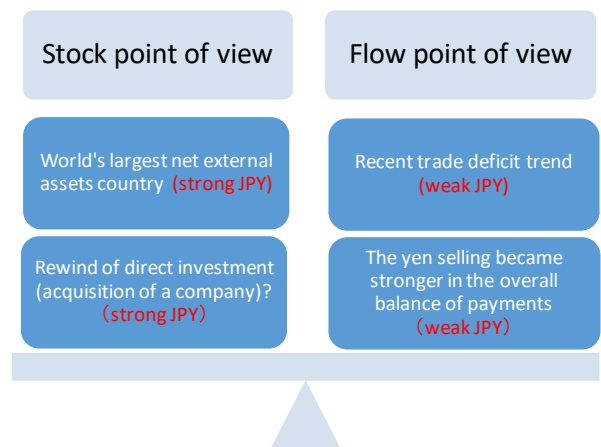 Stock point of view
Flow point of view
World's largest net external
assets country (strong JPY)
Recent trade deficit trend
(weak JPY)
Rewind of direct investment
(acquisition of a company)?
（strong JPY）
The yen selling became
stronger in the overall
balance of payments
（weak JPY）